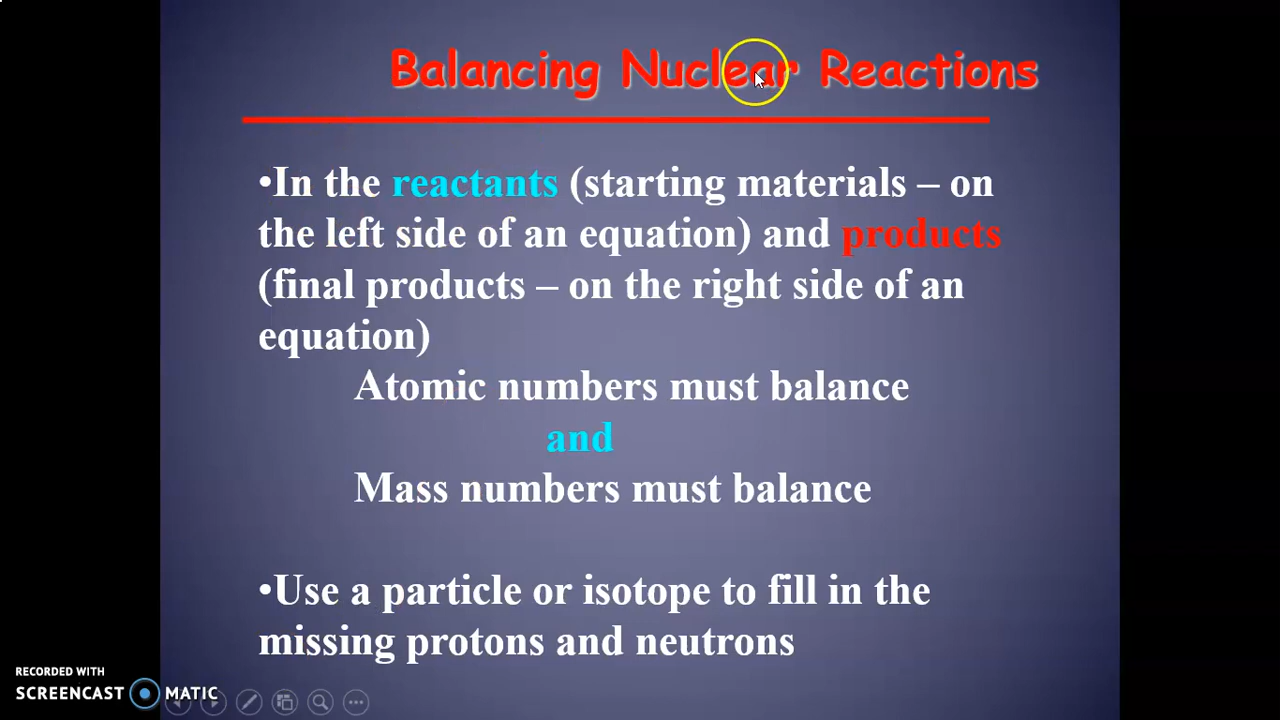 Balancing Nuclear Reactions
•In the reactants (starting materials – on
the left side of an equation) and products
(final products – on the right side of an
equation)
Atomic numbers must balance
and
Mass numbers must balance
•Use a particle or isotope to fill in the
missing protons and neutrons
RECORDED WITH
SCREENCAST MATIC